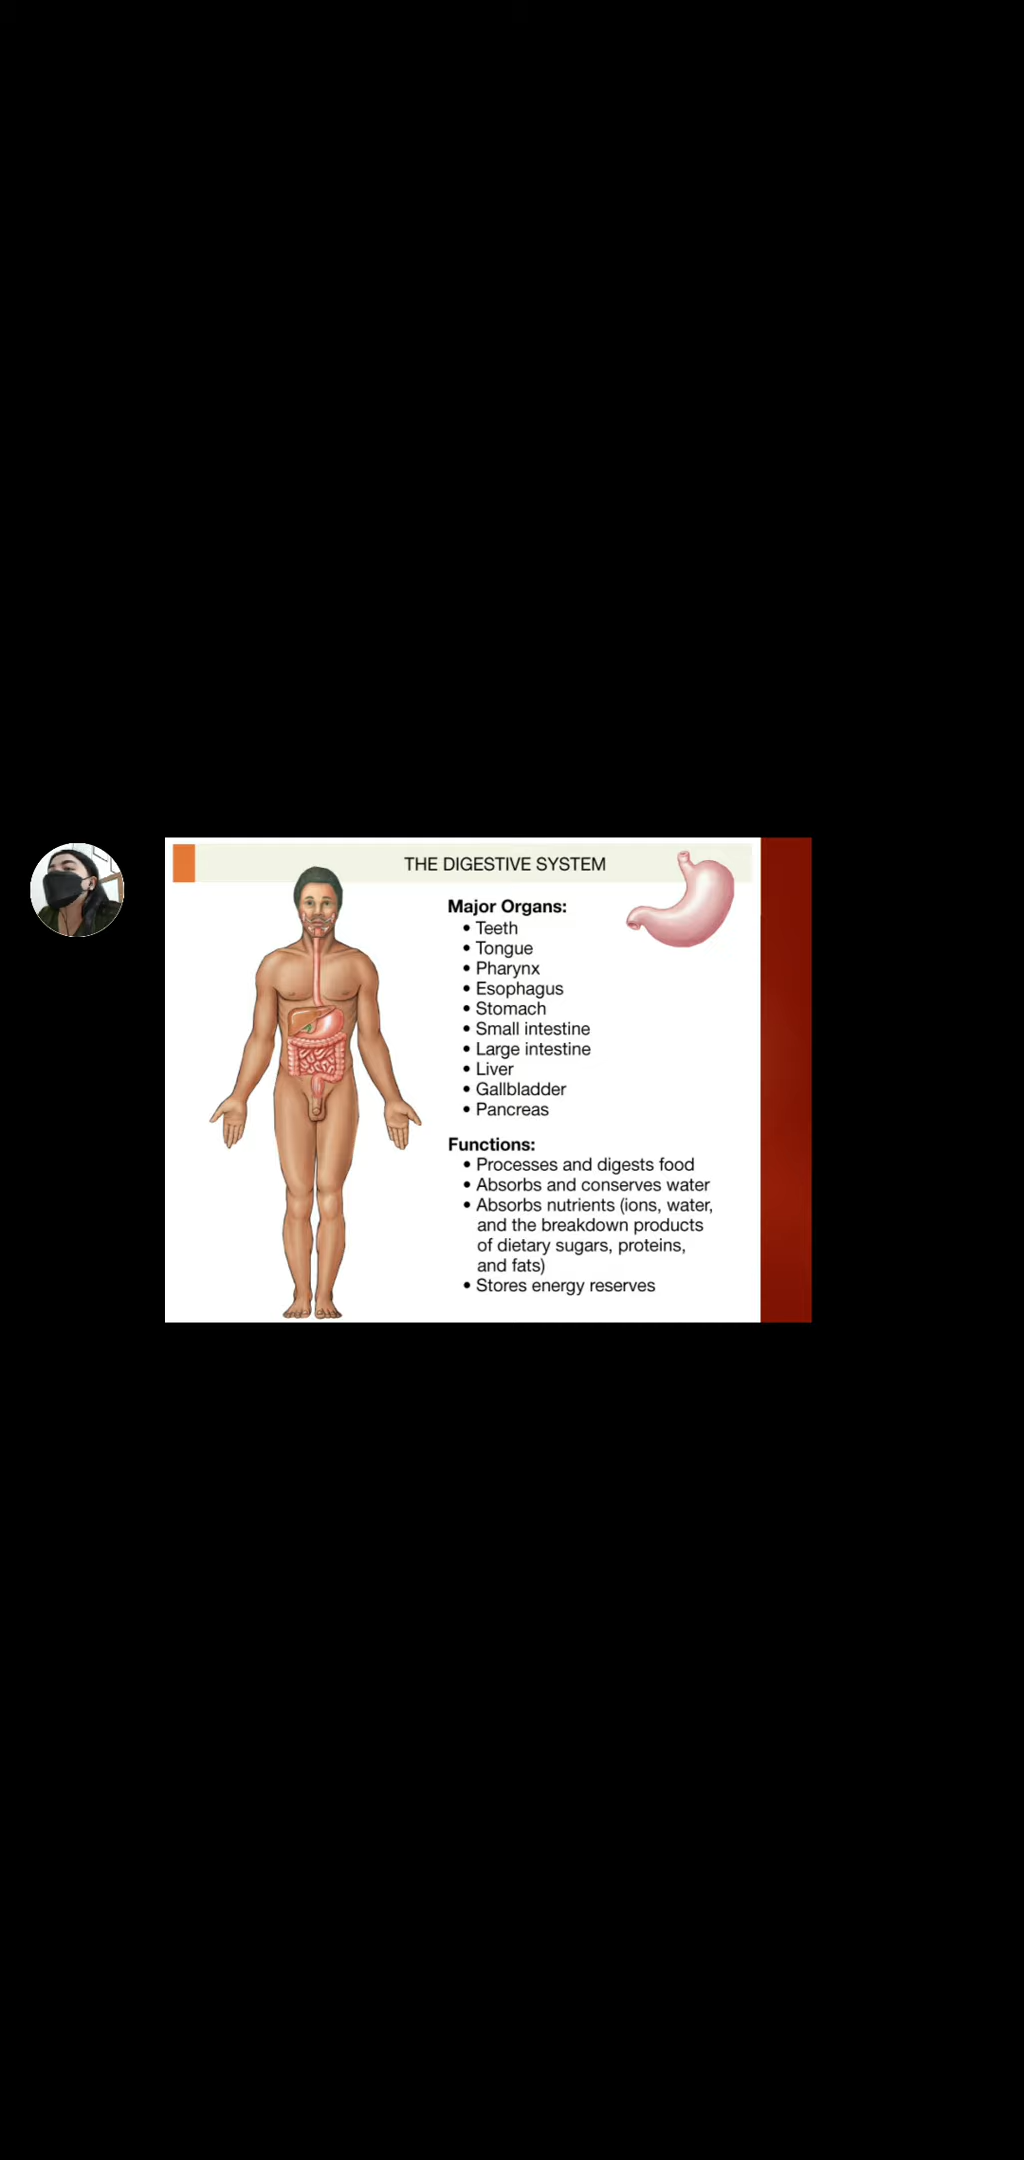 THE DIGESTIVE SYSTEM
Major Organs:
• Teeth
• Tongue
• Pharynx
• Esophagus
• Stomach
• Small intestine
• Large intestine
• Liver
• Gallbladder
• Pancreas
Functions:
• Processes and digests food
• Absorbs and conserves water
• Absorbs nutrients (ions, water,
and the breakdown products
of dietary sugars, proteins,
and fats)
• Stores energy reserves